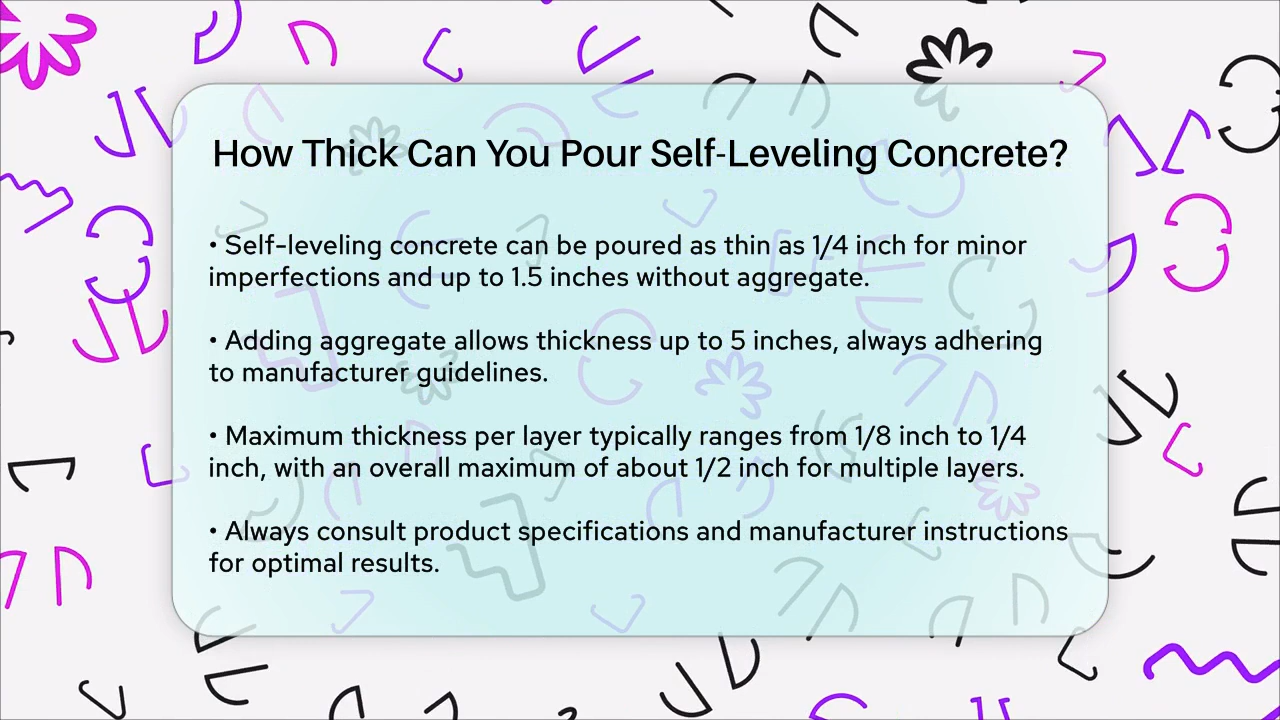 How Thick Can You Pour Self-Leveling Concrete?
• Self-leveling concrete can be poured as thin as 1/4 inch for minor
imperfections and up to 1.5 inches without aggregate.
• Adding aggregate allows thickness up to 5 inches, always adhering
to manufacturer guidelines.
• Maximum thickness per layer typically ranges from 1/8 inch to 1/4
inch, with an overall maximum of about 1/2 inch for multiple layers.
• Always consult product specifications and manufacturer instructions
for optimal results.